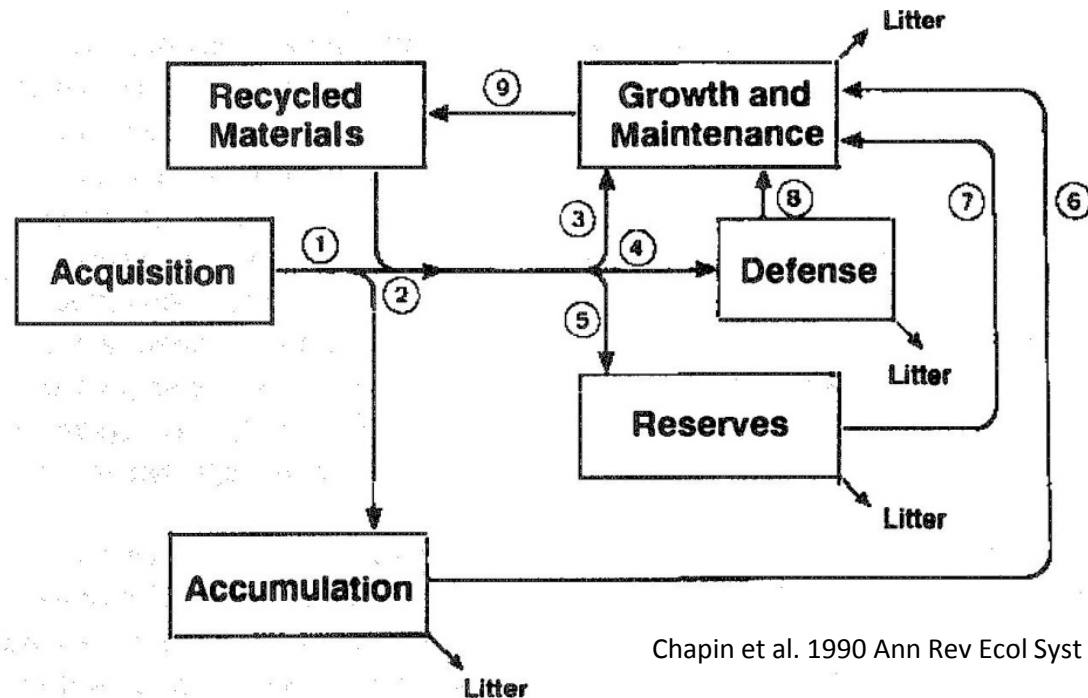 Litter
Recycled
Materials
9
Growth and
Maintenance
3
8
7
6
1
4
Acquisition
2
Defense
5
Litter
Reserves
Litter
Accumulation
Chapin et al. 1990 Ann Rev Ecol Syst
Litter